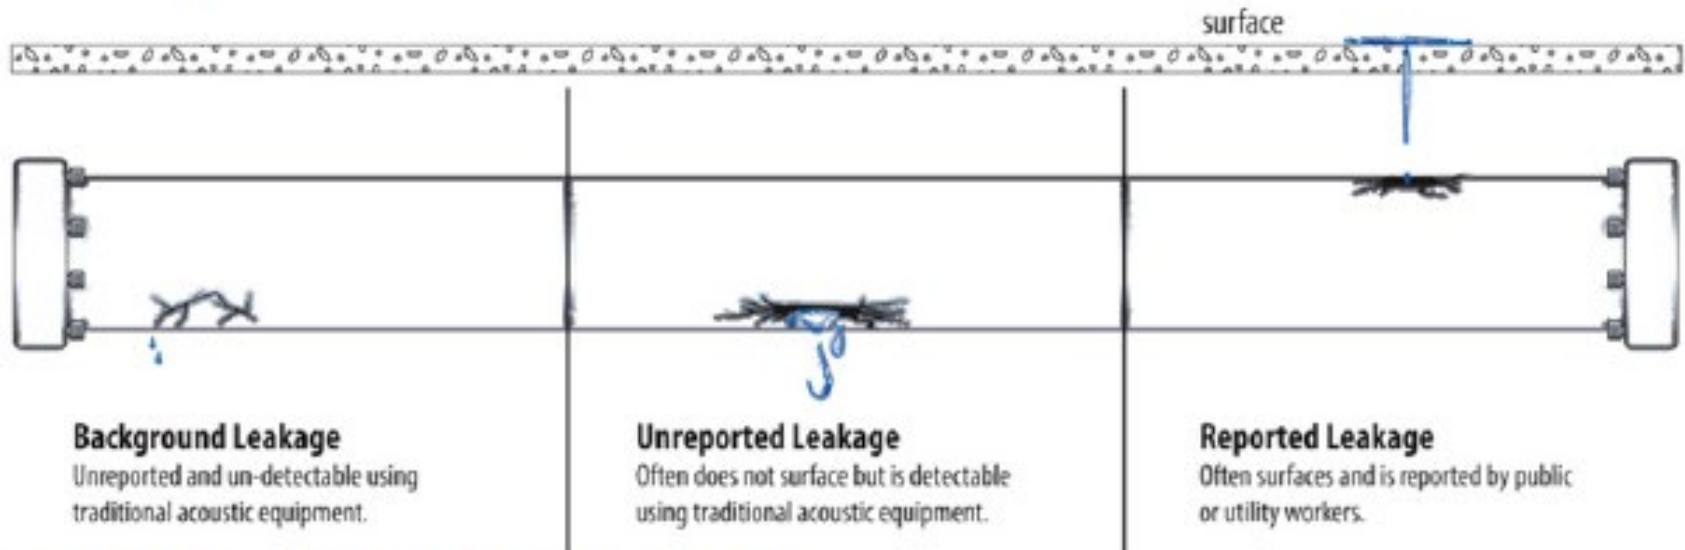 surface
Background Leakage
Unreported and un-detectable using
traditional acoustic equipment.
Unreported Leakage
Often does not surface but is detectable
using traditional acoustic equipment.
Reported Leakage
Often surfaces and is reported by public
or utility workers.